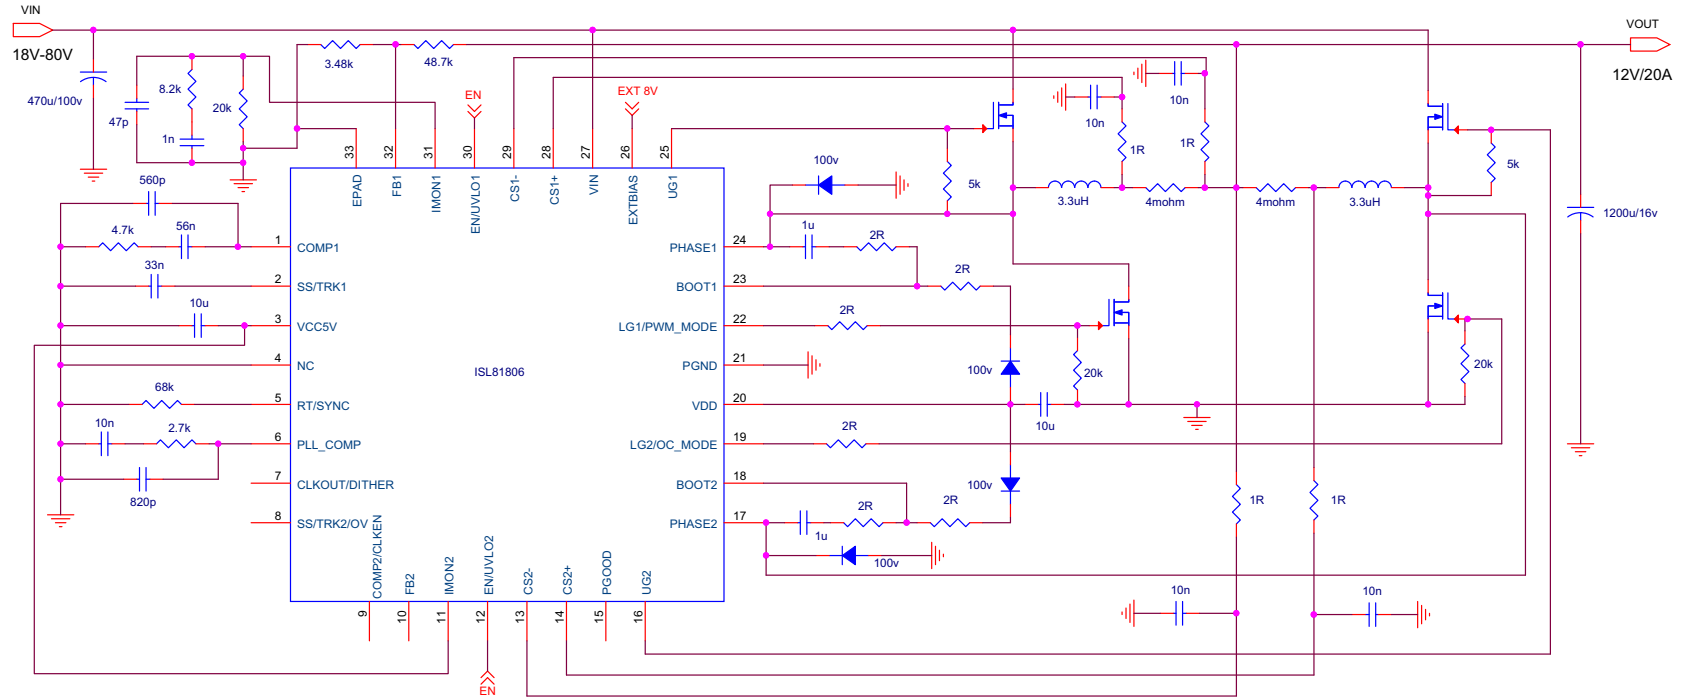 VIN
18V-80V
470u/100v
47p
8.2k
1n
20k
3.48k
48.7k
EN
EXT 8V
VOUT
12V/20A
33
32
31
30
29
28
27
26
25
EPAD
FB1
IMON1
EN/UVLO1
CS1-
CS1+
VIN
EXTBIAS
UG1
10n
10n
1R
1R
100v
5k
5k
3.3uH
4mohm
4mohm
3.3uH
1200u/16v
560p
4.7k
56n
1
COMP1
33n
2
SS/TRK1
10u
3
VCC5V
4
NC
68k
5
RT/SYNC
10n
2.7k
6
PLL_COMP
820p
7
CLKOUT/DITHER
8
SS/TRK2/OV
ISL81806
PHASE1
24
1u
2R
BOOT1
23
2R
LG1/PWM_MODE
22
2R
PGND
21
100v
20k
20k
VDD
20
10u
LG2/OC_MODE
19
2R
BOOT2
18
100v
2R
2R
PHASE2
17
1u
100v
1R
1R
COMP2/CLKEN
FB2
IMON2
EN/UVLO2
CS2-
CS2+
PGOOD
UG2
9
10
11
12
13
14
15
16
10n
10n
EN